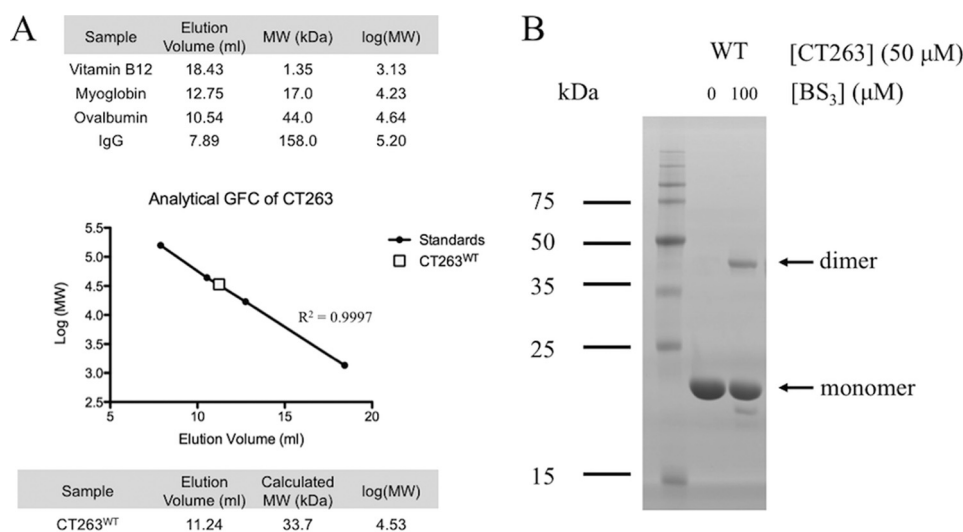 A
Sample Elution Volume (ml) MW (kDa) log(MW)
Vitamin B12 18.43 1.35 3.13
Myoglobin 12.75 17.0 4.23
Ovalbumin 10.54 44.0 4.64
IgG 7.89 158.0 5.20
Analytical GFC of CT263
Log (MW)
5.5
5.0
4.5
4.0
3.5
3.0
2.5
5 10 15 20
Elution Volume (ml)
R² = 0.9997
Standards
CT263ᵂᵀ
Sample Elution Volume (ml) Calculated MW (kDa) log(MW)
CT263ᵂᵀ 11.24 33.7 4.53
B
WT [CT263] (50 μM)
kDa 0 100 [BS₃] (μM)
75
50
35
25
15
dimer
monomer